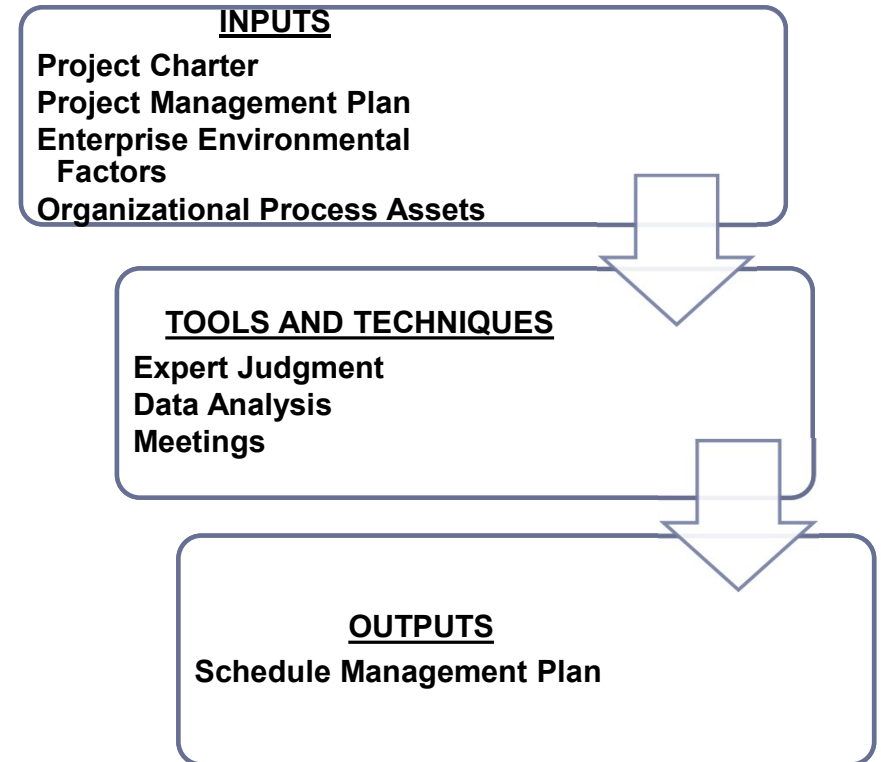 INPUTS
Project Charter
Project Management Plan
Enterprise Environmental
Factors
Organizational Process Assets
TOOLS AND TECHNIQUES
Expert Judgment
Data Analysis
Meetings
OUTPUTS
Schedule Management Plan